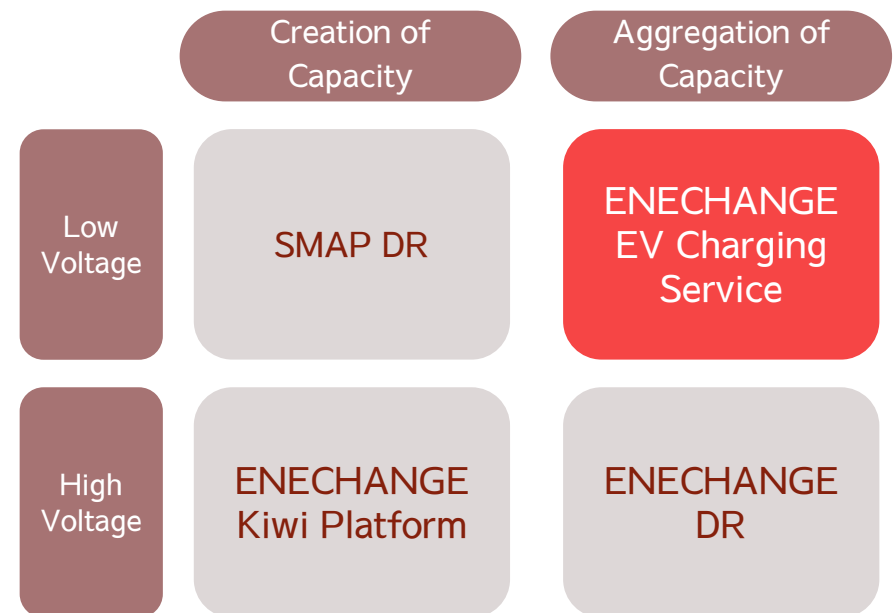 Creation of
Capacity
Aggregation of
Capacity
Low
Voltage
SMAP DR
ENECHANGE
EV Charging
Service
High
Voltage
ENECHANGE
Kiwi Platform
ENECHANGE
DR